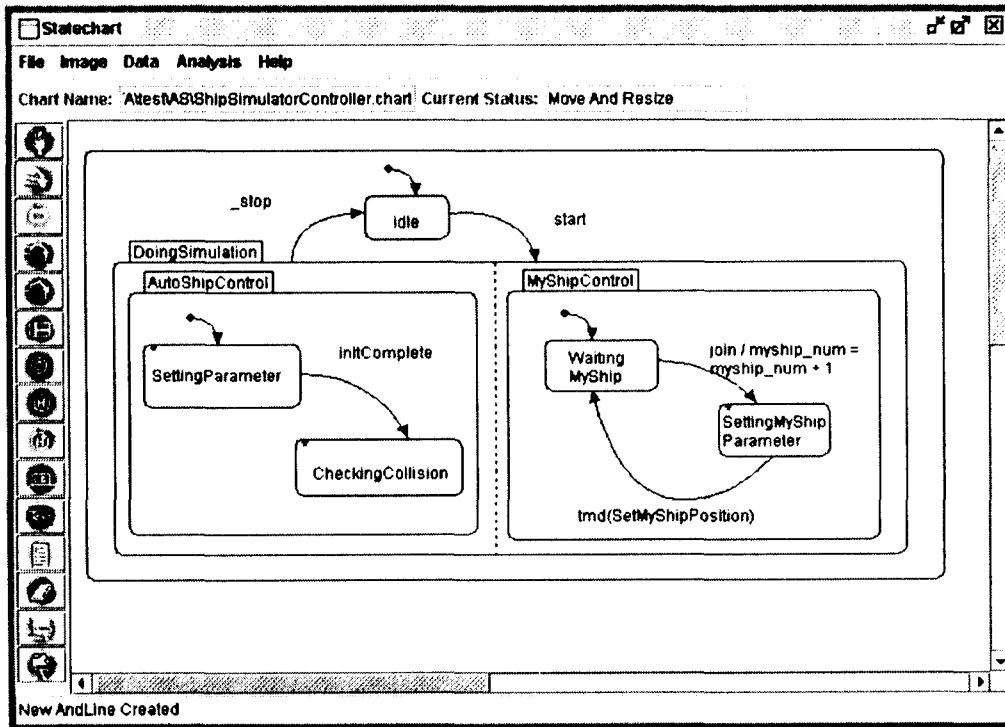 Statechart
File Image Data Analysis Help
Chart Name: A\test\AS\ShipSimulatorController.chart Current Status: Move And Resize
_stop
Idle
start
DoingSimulation
AutoShipControl
MyShipControl
SettingParameter
initComplete
CheckingCollision
Waiting
MyShip
join / myship_num =
myship_num + 1
SettingMyShip
Parameter
tmd(SetMyShipPosition)
New AndLine Created